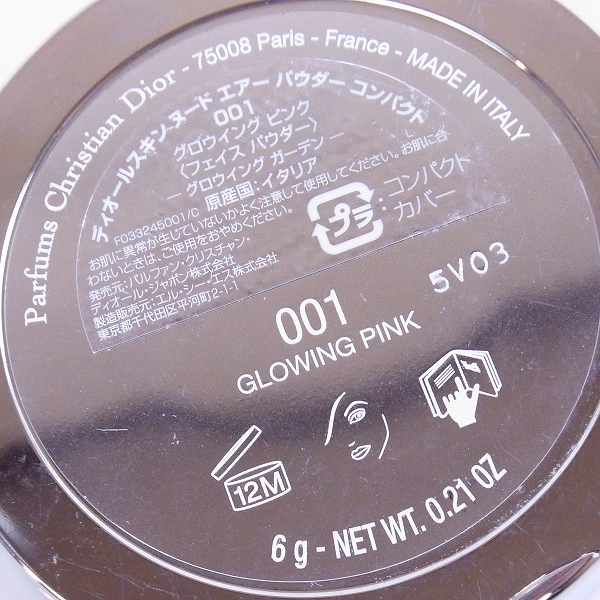 Parfums Christian Dior - 75008 Paris - France - MADE IN ITALY
ディオールスキン ヌード エアー パウダー コンパクト
001
グロウイング ピンク
〈フェイス パウダー〉
－ グロウイング ガーデン －
F033245001/C 原産国:イタリア
お肌に異常が生じていないかよく注意して使用してください。お肌に合
わないときは、ご使用をおやめください。
発売元:パルファン・クリスチャン・
ディオール・ジャポン株式会社
製造販売元:エル・シー・エス株式会社
東京都千代田区平河町2-1-1
プラ
:コンパクト
カバー
5V03
001
GLOWING PINK
12M
6 g - NET WT. 0.21 OZ